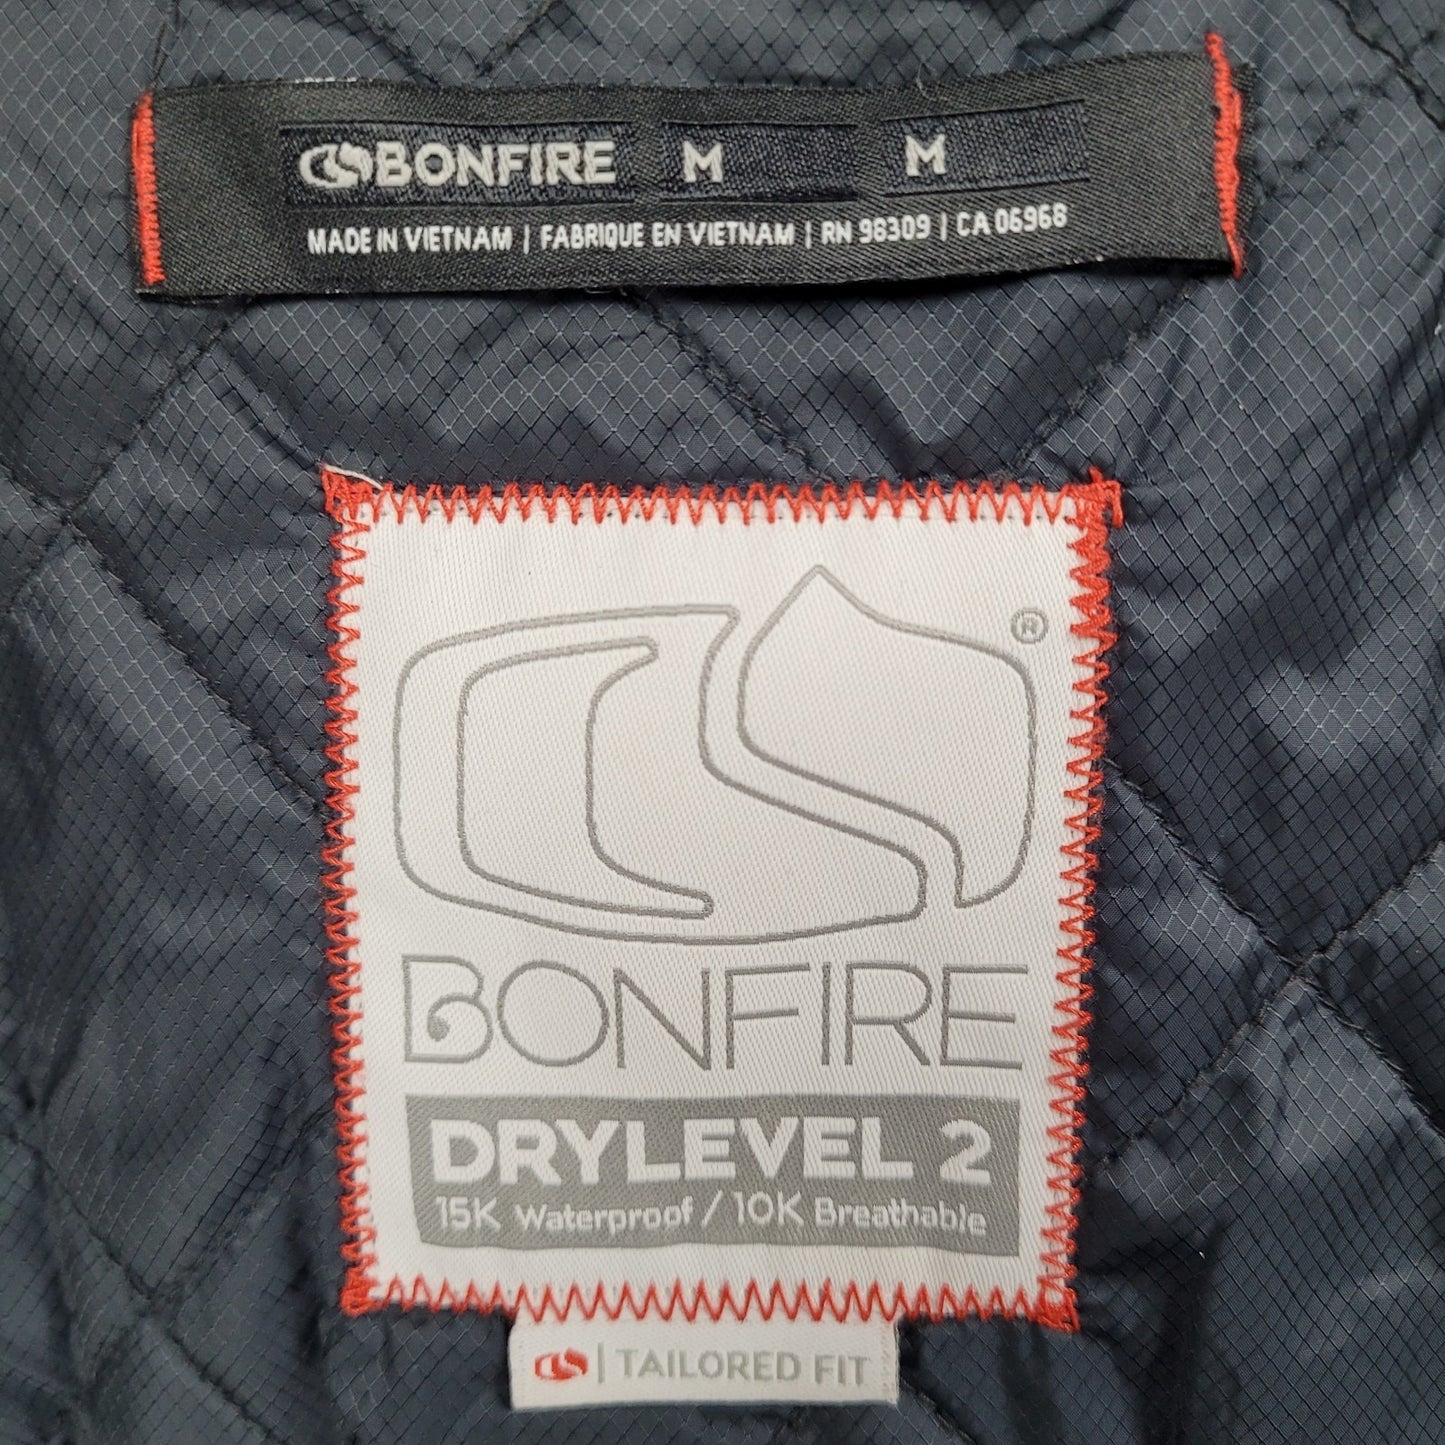 BONFIRE M M
MADE IN VIETNAM | FABRIQUE EN VIETNAM | RN 98309 | CA 06968
®
BONFIRE
DRYLEVEL 2
15K Waterproof / 10K Breathable
| TAILORED FIT